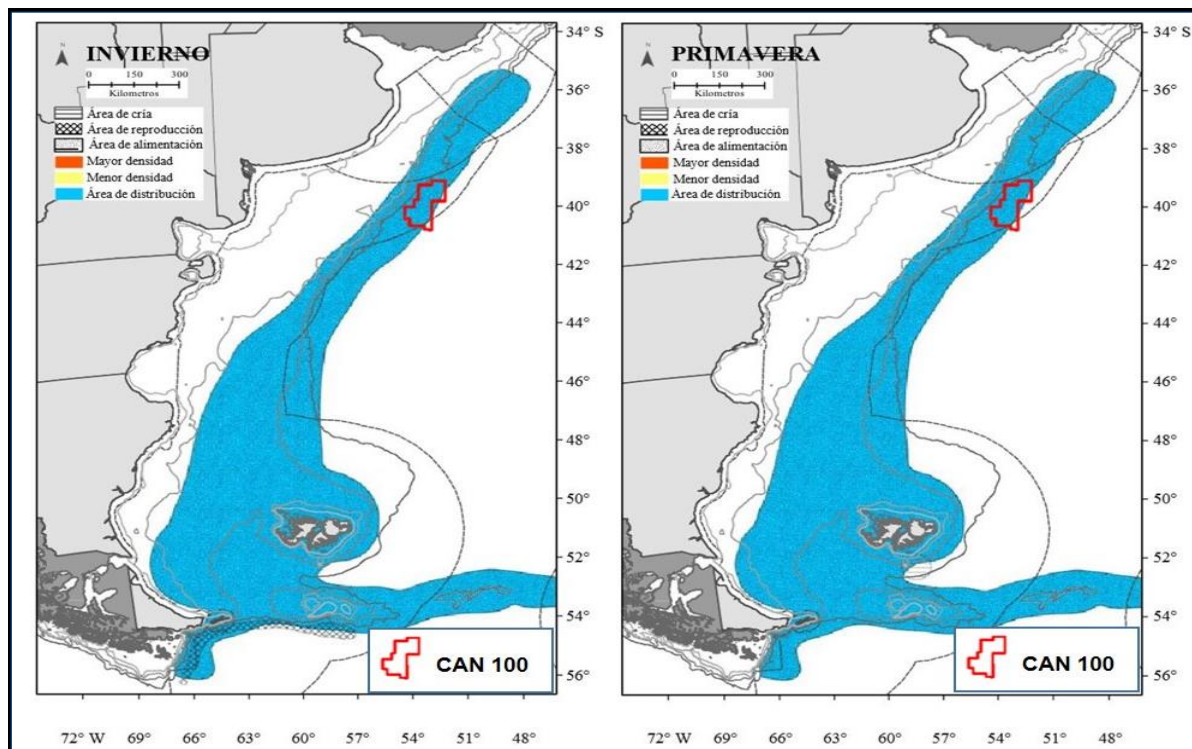 INVIERNO
N
0 150 300
Kilometros
Área de cría
Área de reproducción
Área de alimentación
Mayor densidad
Menor densidad
Área de distribución
CAN 100
34° S
36°
38°
40°
42°
44°
46°
48°
50°
52°
54°
56°
72° W 66° 63° 60° 57° 54° 51° 48°
PRIMAVERA
N
0 150 300
Kilometros
Área de cría
Área de reproducción
Área de alimentación
Mayor densidad
Menor densidad
Área de distribución
CAN 100
34° S
36°
38°
40°
42°
44°
46°
48°
50°
52°
54°
56°
72° W 66° 63° 60° 57° 54° 51° 48°